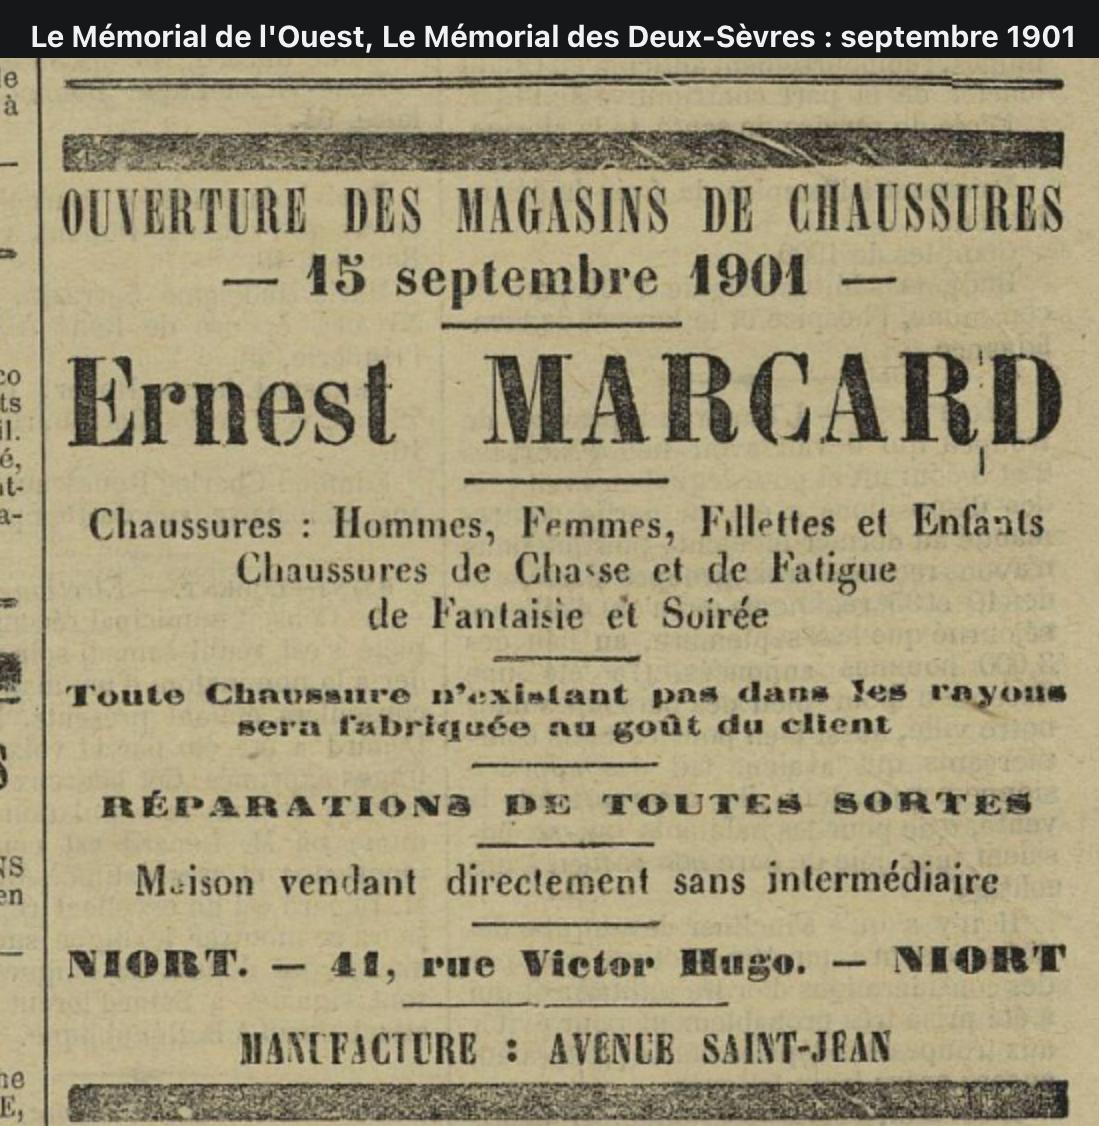 Le Mémorial de l'Ouest, Le Mémorial des Deux-Sèvres : septembre 1901
OUVERTURE DES MAGASINS DE CHAUSSURES
— 15 septembre 1901 —
Ernest MARCARD
Chaussures : Hommes, Femmes, Fillettes et Enfants
Chaussures de Chasse et de Fatigue
de Fantaisie et Soirée
Toute Chaussure n'existant pas dans les rayons
sera fabriquée au goût du client
RÉPARATIONS DE TOUTES SORTES
Maison vendant directement sans intermédiaire
NIORT. — 41, rue Victor Hugo. — NIORT
MANUFACTURE : AVENUE SAINT-JEAN